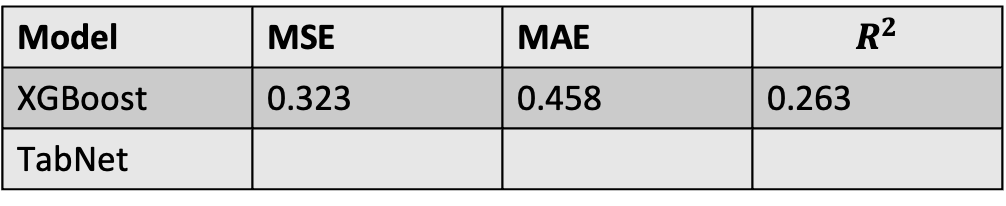 Model MSE MAE R²
XGBoost 0.323 0.458 0.263
TabNet